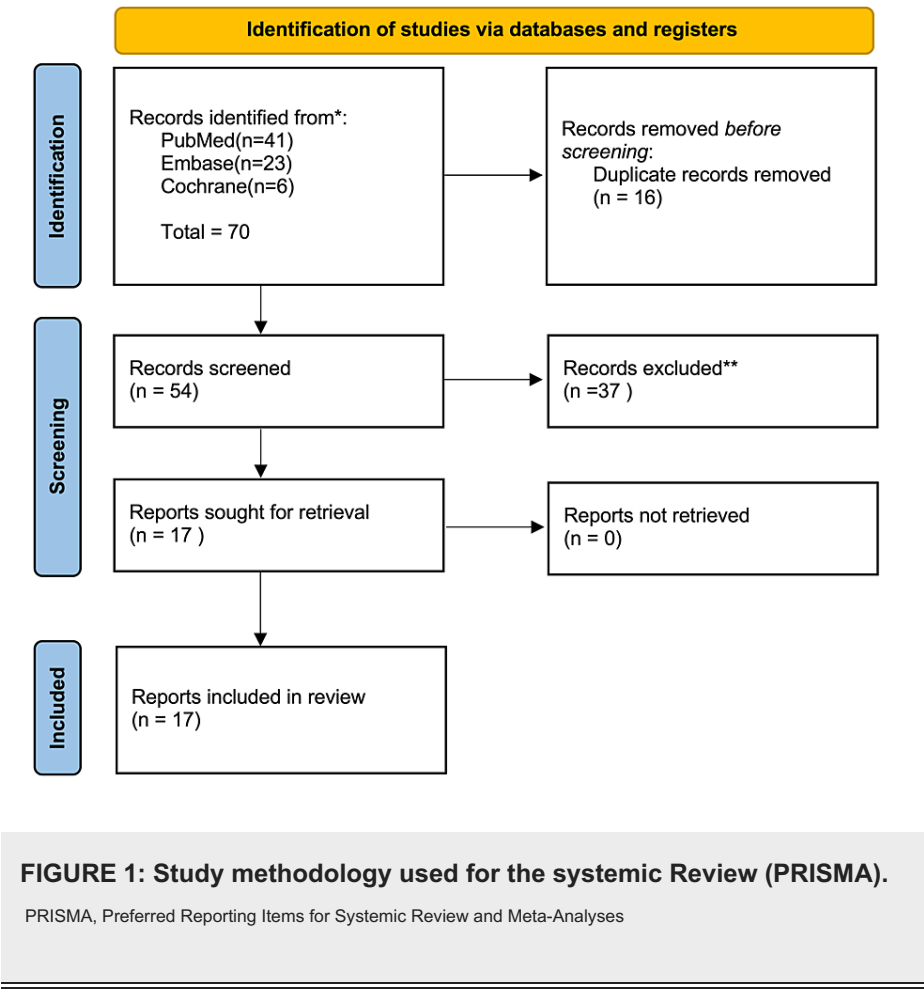 Identification of studies via databases and registers
Identification
Records identified from*:
PubMed(n=41)
Embase(n=23)
Cochrane(n=6)
Total = 70
Records removed before
screening:
Duplicate records removed
(n = 16)
Screening
Records screened
(n = 54)
Records excluded**
(n =37 )
Reports sought for retrieval
(n = 17 )
Reports not retrieved
(n = 0)
Included
Reports included in review
(n = 17)
FIGURE 1: Study methodology used for the systemic Review (PRISMA).
PRISMA, Preferred Reporting Items for Systemic Review and Meta-Analyses